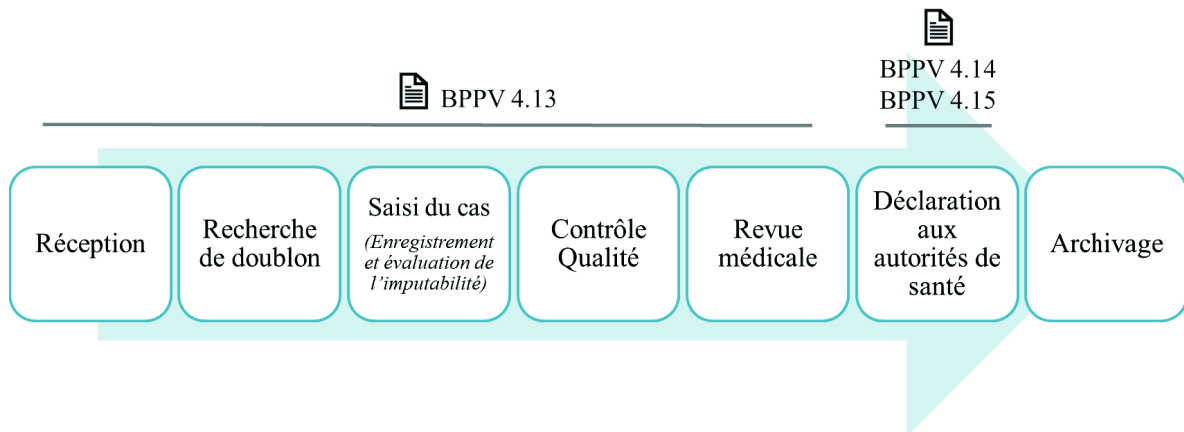 BPPV 4.13
BPPV 4.14
BPPV 4.15
Réception
Recherche
de doublon
Saisi du cas
(Enregistrement
et évaluation de
l’imputabilité)
Contrôle
Qualité
Revue
médicale
Déclaration
aux
autorités de
santé
Archivage